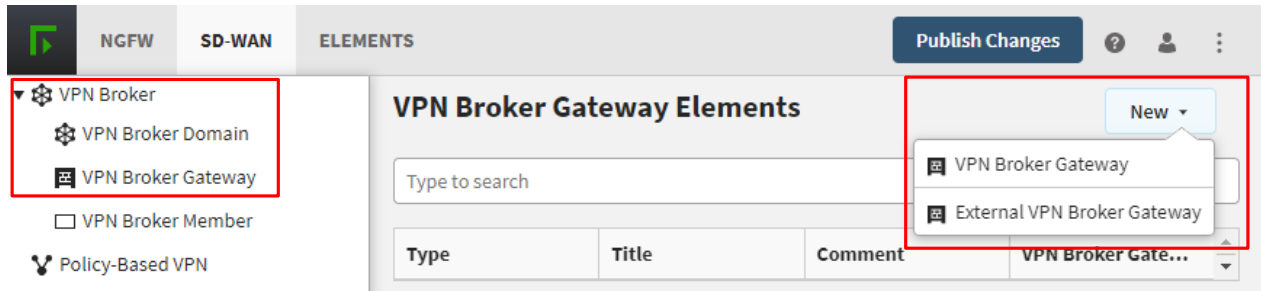 NGFW
SD-WAN
ELEMENTS
Publish Changes
?
VPN Broker
VPN Broker Domain
VPN Broker Gateway
VPN Broker Member
Policy-Based VPN
VPN Broker Gateway Elements
New
VPN Broker Gateway
External VPN Broker Gateway
Type to search
Type
Title
Comment
VPN Broker Gate...